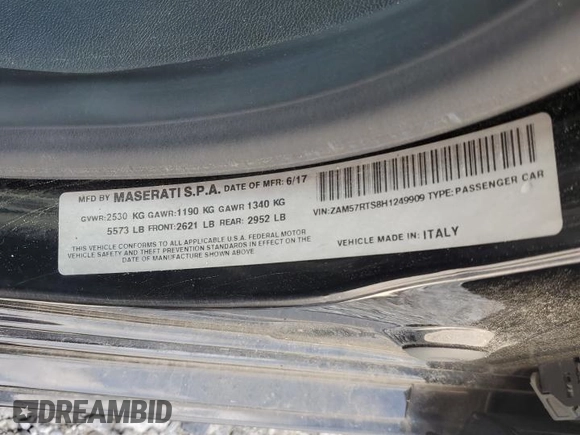 MFD BY MASERATI S.P.A. DATE OF MFR: 6/17
GVWR:2530 KG GAWR:1190 KG GAWR 1340 KG
5573 LB FRONT:2621 LB REAR: 2952 LB
THIS VEHICLE CONFORMS TO ALL APPLICABLE U.S.A. FEDERAL MOTOR
VEHICLE SAFETY AND THEFT PREVENTION STANDARDS IN EFFECT ON THE
DATE OF MANUFACTURE SHOWN ABOVE.
VIN:ZAM57RTS8H1249909 TYPE: PASSENGER CAR
VEHICLE MADE IN: ITALY
DREAMBID